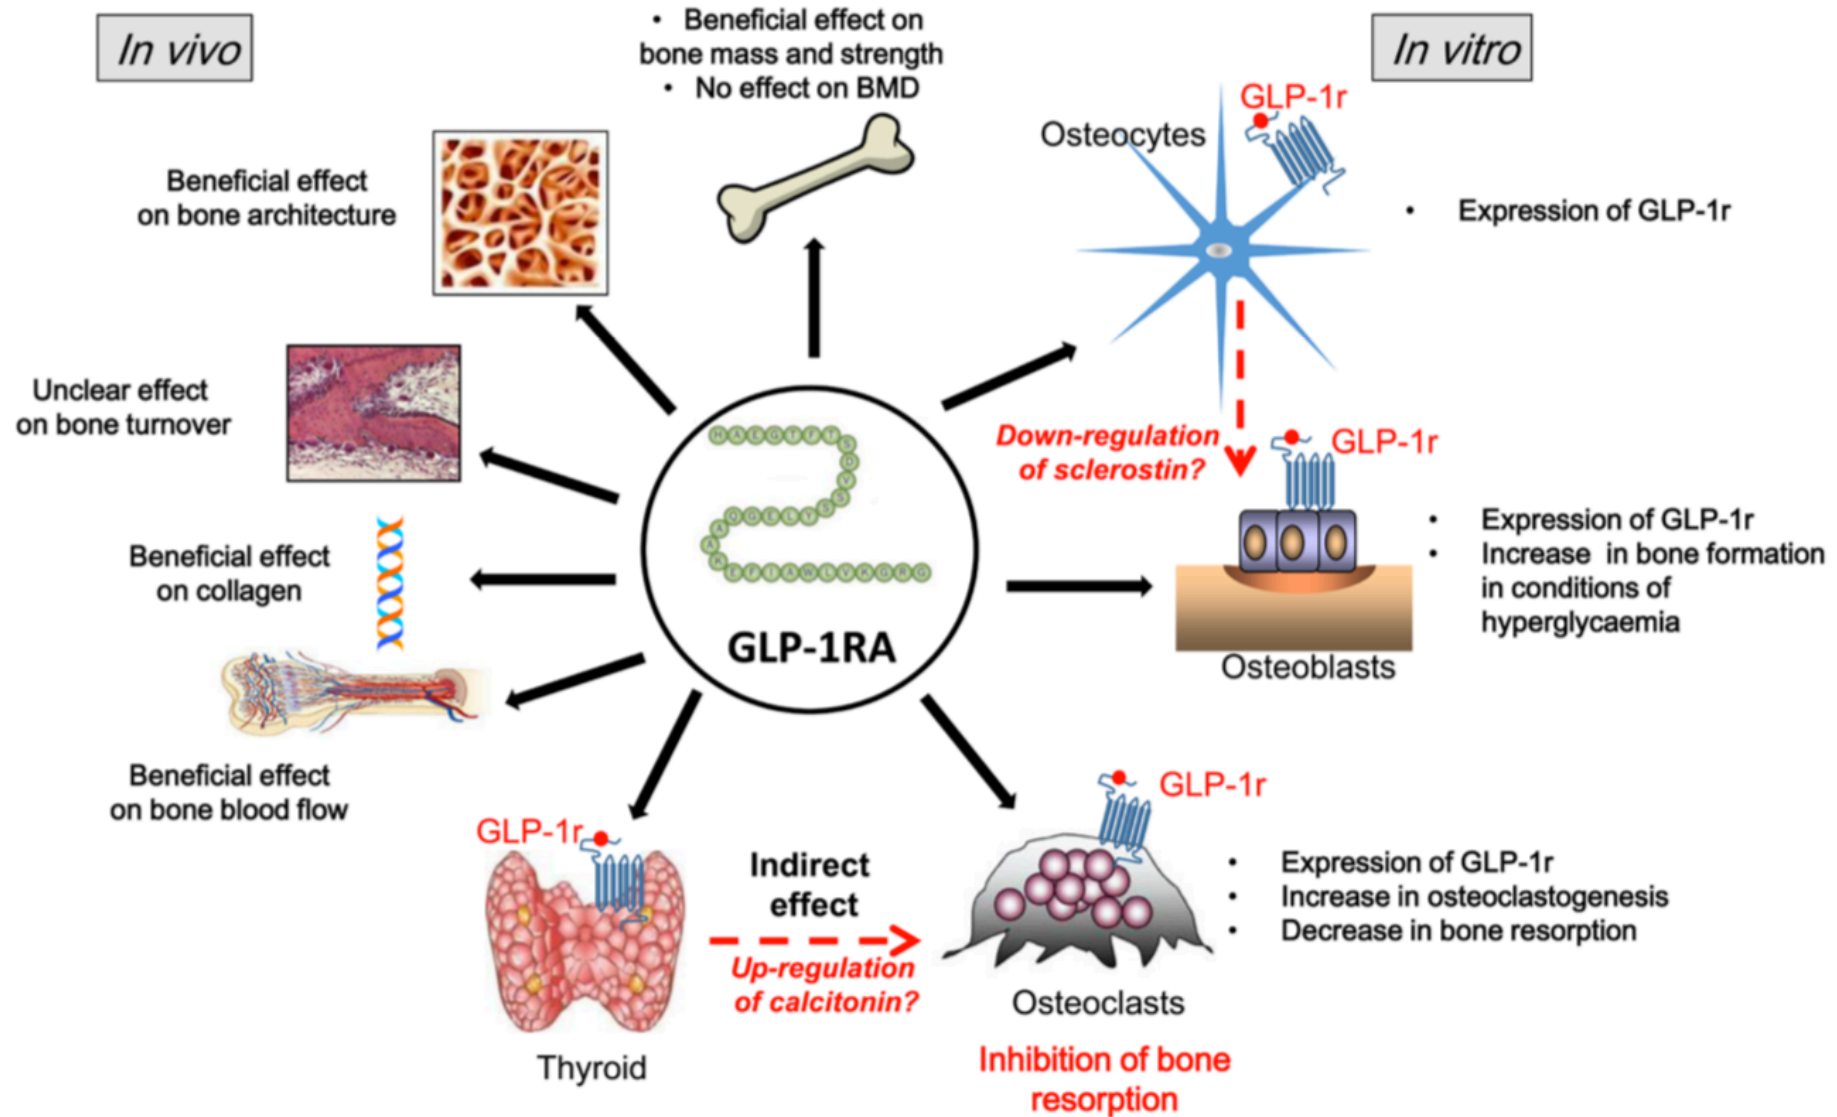 In vivo
• Beneficial effect on
bone mass and strength
• No effect on BMD
In vitro
Beneficial effect
on bone architecture
Unclear effect
on bone turnover
Beneficial effect
on collagen
Beneficial effect
on bone blood flow
H A E G T F T S D V S S Y L E G Q A A K E F I A W L V K G R G
GLP-1RA
Osteocytes
GLP-1r
• Expression of GLP-1r
Down-regulation
of sclerostin?
GLP-1r
• Expression of GLP-1r
• Increase in bone formation
in conditions of
hyperglycaemia
Osteoblasts
GLP-1r
Thyroid
Indirect
effect
Up-regulation
of calcitonin?
GLP-1r
• Expression of GLP-1r
• Increase in osteoclastogenesis
• Decrease in bone resorption
Osteoclasts
Inhibition of bone
resorption